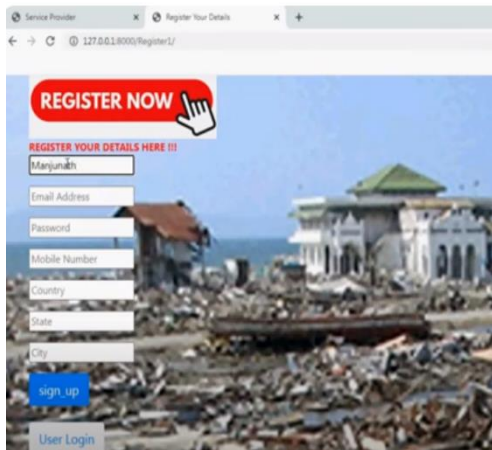 Service Provider
Register Your Details
127.0.0.1:8000/Register1/
REGISTER NOW
REGISTER YOUR DETAILS HERE !!!
Manjunath
Email Address
Password
Mobile Number
Country
State
City
sign_up
User Login